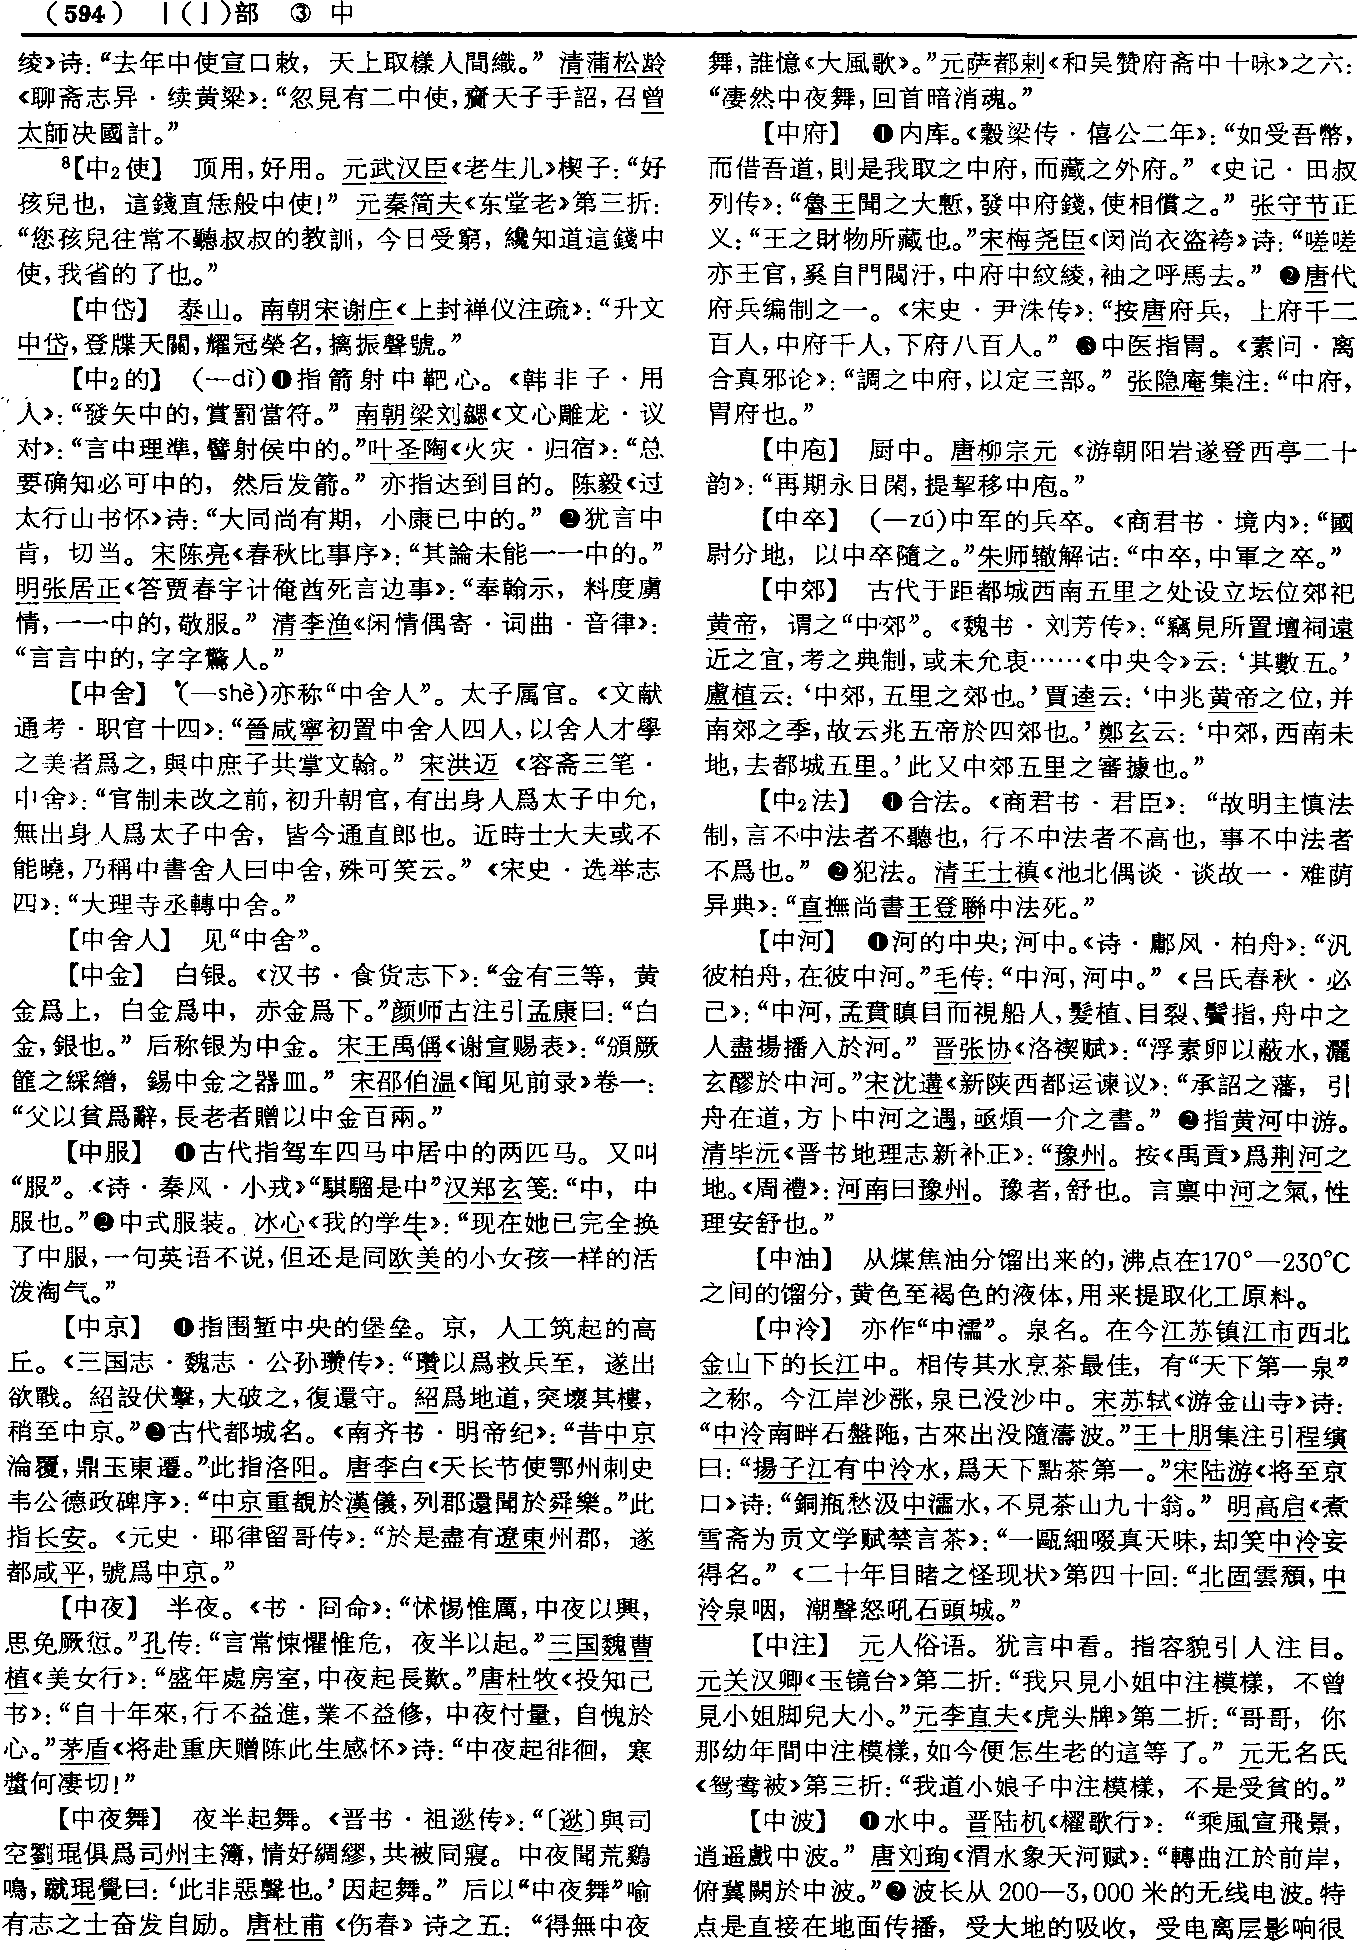 （594） 丨(亅)部 ③ 中
绫》诗：“去年中使宣口敕，天上取樣人間織。”清蒲松龄
《聊斋志异·续黄粱》：“忽見有二中使，齎天子手詔，召曾
太師决國計。”
⁸【中₂使】 顶用，好用。元武汉臣《老生儿》楔子：“好
孩兒也，這錢直恁般中使！”元秦简夫《东堂老》第三折：
“您孩兒往常不聽叔叔的教訓，今日受窮，纔知道這錢中
使，我省的了也。”
【中岱】 泰山。南朝宋谢庄《上封禅仪注疏》：“升文
中岱，登牒天關，耀冠榮名，摛振聲號。”
【中₂的】 （—dì）❶指箭射中靶心。《韩非子·用
人》：“發矢中的，賞罰當符。”南朝梁刘勰《文心雕龙·议
对》：“言中理準，譬射侯中的。”叶圣陶《火灾·归宿》：“总
要确知必可中的，然后发箭。”亦指达到目的。陈毅《过
太行山书怀》诗：“大同尚有期，小康已中的。”❷犹言中
肯，切当。宋陈亮《春秋比事序》：“其論未能一一中的。”
明张居正《答贾春宇计俺酋死言边事》：“奉翰示，料度虜
情，一一中的，敬服。”清李渔《闲情偶寄·词曲·音律》：
“言言中的，字字驚人。”
【中舍】 （—shè）亦称“中舍人”。太子属官。《文献
通考·职官十四》：“晉咸寧初置中舍人四人，以舍人才學
之美者爲之，與中庶子共掌文翰。”宋洪迈《容斋三笔·
中舍》：“官制未改之前，初升朝官，有出身人爲太子中允，
無出身人爲太子中舍，皆今通直郎也。近時士大夫或不
能曉，乃稱中書舍人曰中舍，殊可笑云。”《宋史·选举志
四》：“大理寺丞轉中舍。”
【中舍人】 见“中舍”。
【中金】 白银。《汉书·食货志下》：“金有三等，黄
金爲上，白金爲中，赤金爲下。”颜师古注引孟康曰：“白
金，銀也。”后称银为中金。宋王禹偁《谢宣赐表》：“頒厥
篚之綵繒，錫中金之器皿。”宋邵伯温《闻见前录》卷一：
“父以貧爲辭，長老者贈以中金百兩。”
【中服】 ❶古代指驾车四马中居中的两匹马。又叫
“服”。《诗·秦风·小戎》“騏騮是中”汉郑玄笺：“中，中
服也。”❷中式服装。冰心《我的学生》：“现在她已完全换
了中服，一句英语不说，但还是同欧美的小女孩一样的活
泼淘气。”
【中京】 ❶指围堑中央的堡垒。京，人工筑起的高
丘。《三国志·魏志·公孙瓒传》：“瓚以爲救兵至，遂出
欲戰。紹設伏擊，大破之，復還守。紹爲地道，突壞其樓，
稍至中京。”❷古代都城名。《南齐书·明帝纪》：“昔中京
淪覆，鼎玉東遷。”此指洛阳。唐李白《天长节使鄂州刺史
韦公德政碑序》：“中京重覩於漢儀，列郡還聞於舜樂。”此
指长安。《元史·耶律留哥传》：“於是盡有遼東州郡，遂
都咸平，號爲中京。”
【中夜】 半夜。《书·冏命》：“怵惕惟厲，中夜以興，
思免厥愆。”孔传：“言常悚懼惟危，夜半以起。”三国魏曹
植《美女行》：“盛年處房室，中夜起長歎。”唐杜牧《投知己
书》：“自十年來，行不益進，業不益修，中夜忖量，自愧於
心。”茅盾《将赴重庆赠陈此生感怀》诗：“中夜起徘徊，寒
螿何凄切！”
【中夜舞】 夜半起舞。《晋书·祖逖传》：“〔逖〕與司
空劉琨俱爲司州主簿，情好綢繆，共被同寢。中夜聞荒鷄
鳴，蹴琨覺曰：‘此非惡聲也。’因起舞。”后以“中夜舞”喻
有志之士奋发自励。唐杜甫《伤春》诗之五：“得無中夜
舞，誰憶《大風歌》。”元萨都剌《和吴赞府斋中十咏》之六：
“凄然中夜舞，回首暗消魂。”
【中府】 ❶内库。《穀梁传·僖公二年》：“如受吾幣，
而借吾道，則是我取之中府，而藏之外府。”《史记·田叔
列传》：“魯王聞之大慙，發中府錢，使相償之。”张守节正
义：“王之財物所藏也。”宋梅尧臣《闵尚衣盗袴》诗：“嗟嗟
亦王官，奚自門閥汙，中府中紋綾，袖之呼馬去。”❷唐代
府兵编制之一。《宋史·尹洙传》：“按唐府兵，上府千二
百人，中府千人，下府八百人。”❸中医指胃。《素问·离
合真邪论》：“調之中府，以定三部。”张隐庵集注：“中府，
胃府也。”
【中庖】 厨中。唐柳宗元《游朝阳岩遂登西亭二十
韵》：“再期永日閑，提挈移中庖。”
【中卒】 （—zú）中军的兵卒。《商君书·境内》：“國
尉分地，以中卒隨之。”朱师辙解诂：“中卒，中軍之卒。”
【中郊】 古代于距都城西南五里之处设立坛位郊祀
黄帝，谓之“中郊”。《魏书·刘芳传》：“竊見所置壇祠遠
近之宜，考之典制，或未允衷……《中央令》云：‘其數五。’
盧植云：‘中郊，五里之郊也。’賈逵云：‘中兆黄帝之位，并
南郊之季，故云兆五帝於四郊也。’鄭玄云：‘中郊，西南未
地，去都城五里。’此又中郊五里之審據也。”
【中₂法】 ❶合法。《商君书·君臣》：“故明主慎法
制，言不中法者不聽也，行不中法者不高也，事不中法者
不爲也。”❷犯法。清王士禛《池北偶谈·谈故一·难荫
异典》：“直撫尚書王登聯中法死。”
【中河】 ❶河的中央；河中。《诗·鄘风·柏舟》：“汎
彼柏舟，在彼中河。”毛传：“中河，河中。”《吕氏春秋·必
己》：“中河，孟賁瞋目而視船人，髮植、目裂、鬢指，舟中之
人盡揚播入於河。”晋张协《洛禊赋》：“浮素卵以蔽水，灑
玄醪於中河。”宋沈遘《新陕西都运谏议》：“承詔之藩，引
舟在道，方卜中河之遇，亟煩一介之書。”❷指黄河中游。
清毕沅《晋书地理志新补正》：“豫州。按《禹貢》爲荆河之
地。《周禮》：河南曰豫州。豫者，舒也。言禀中河之氣，性
理安舒也。”
【中油】 从煤焦油分馏出来的，沸点在170°—230℃
之间的馏分，黄色至褐色的液体，用来提取化工原料。
【中泠】 亦作“中濡”。泉名。在今江苏镇江市西北
金山下的长江中。相传其水烹茶最佳，有“天下第一泉”
之称。今江岸沙涨，泉已没沙中。宋苏轼《游金山寺》诗：
“中泠南畔石盤陁，古來出没隨濤波。”王十朋集注引程缜
曰：“揚子江有中泠水，爲天下點茶第一。”宋陆游《将至京
口》诗：“銅瓶愁汲中濡水，不見茶山九十翁。”明高启《煮
雪斋为贡文学赋禁言茶》：“一甌細啜真天味，却笑中泠妄
得名。”《二十年目睹之怪现状》第四十回：“北固雲頹，中
泠泉咽，潮聲怒吼石頭城。”
【中注】 元人俗语。犹言中看。指容貌引人注目。
元关汉卿《玉镜台》第二折：“我只見小姐中注模樣，不曾
見小姐脚兒大小。”元李直夫《虎头牌》第二折：“哥哥，你
那幼年間中注模樣，如今便怎生老的這等了。”元无名氏
《鸳鸯被》第三折：“我道小娘子中注模樣，不是受貧的。”
【中波】 ❶水中。晋陆机《櫂歌行》：“乘風宣飛景，
逍遥戲中波。”唐刘珣《渭水象天河赋》：“轉曲江於前岸，
俯冀闕於中波。”❷波长从200—3,000米的无线电波。特
点是直接在地面传播，受大地的吸收，受电离层影响很